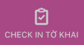 CHECK IN TỜ KHAI